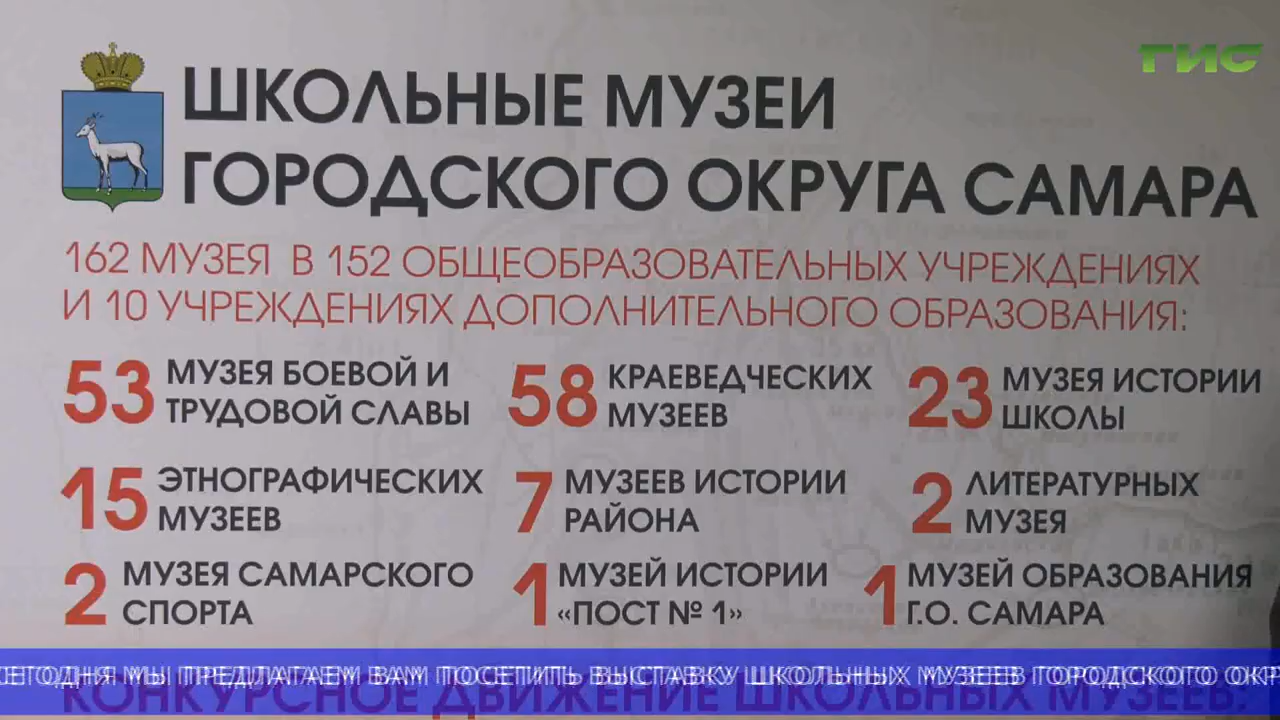 ГИС
ШКОЛЬНЫЕ МУЗЕИ
ГОРОДСКОГО ОКРУГА САМАРА
162 МУЗЕЯ В 152 ОБЩЕОБРАЗОВАТЕЛЬНЫХ УЧРЕЖДЕНИЯХ
И 10 УЧРЕЖДЕНИЯХ ДОПОЛНИТЕЛЬНОГО ОБРАЗОВАНИЯ:
53 МУЗЕЯ БОЕВОЙ И
ТРУДОВОЙ СЛАВЫ
58 КРАЕВЕДЧЕСКИХ
МУЗЕЕВ
23 МУЗЕЯ ИСТОРИИ
ШКОЛЫ
15 ЭТНОГРАФИЧЕСКИХ
МУЗЕЕВ
7 МУЗЕЕВ ИСТОРИИ
РАЙОНА
2 ЛИТЕРАТУРНЫХ
МУЗЕЯ
2 МУЗЕЯ САМАРСКОГО
СПОРТА
1 МУЗЕЙ ИСТОРИИ
«ПОСТ № 1»
1 МУЗЕЙ ОБРАЗОВАНИЯ
Г.О. САМАРА
СЕГОДНЯ МЫ ПРЕДЛАГАЕМ ВАМ ПОСЕТИТЬ ВЫСТАВКУ ШКОЛЬНЫХ МУЗЕЕВ ГОРОДСКОГО ОКР
КОНКУРСНОЕ ДВИЖЕНИЕ ШКОЛЬНЫХ МУЗЕЕВ: